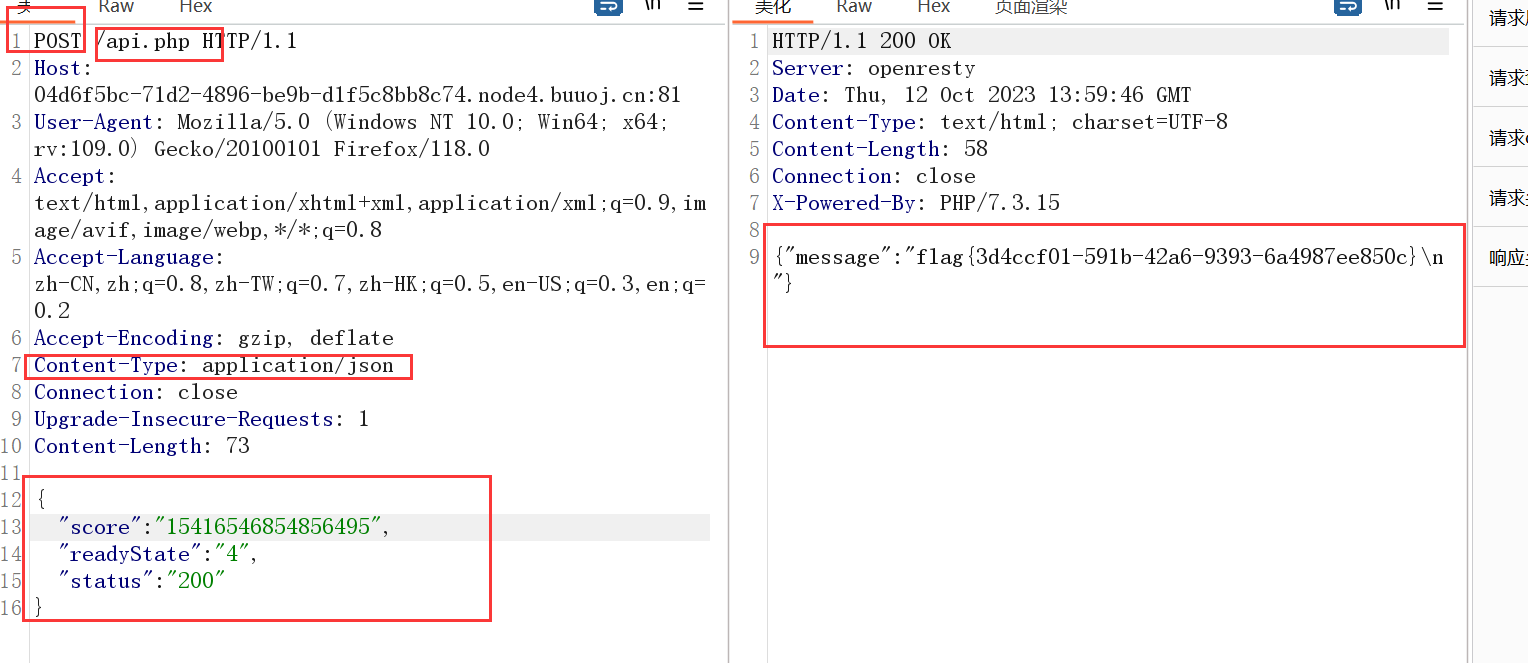 Raw
Hex
\n
1 POST /api.php HTTP/1.1
2 Host:
04d6f5bc-71d2-4896-be9b-d1f5c8bb8c74.node4.buuoj.cn:81
3 User-Agent: Mozilla/5.0 (Windows NT 10.0; Win64; x64;
rv:109.0) Gecko/20100101 Firefox/118.0
4 Accept:
text/html,application/xhtml+xml,application/xml;q=0.9,im
age/avif,image/webp,*/*;q=0.8
5 Accept-Language:
zh-CN,zh;q=0.8,zh-TW;q=0.7,zh-HK;q=0.5,en-US;q=0.3,en;q=
0.2
6 Accept-Encoding: gzip, deflate
7 Content-Type: application/json
8 Connection: close
9 Upgrade-Insecure-Requests: 1
10 Content-Length: 73
11
12 {
13 "score":"15416546854856495",
14 "readyState":"4",
15 "status":"200"
16 }
美化
Raw
Hex
页面渲染
\n
1 HTTP/1.1 200 OK
2 Server: openresty
3 Date: Thu, 12 Oct 2023 13:59:46 GMT
4 Content-Type: text/html; charset=UTF-8
5 Content-Length: 58
6 Connection: close
7 X-Powered-By: PHP/7.3.15
8
9 {"message":"flag{3d4ccf01-591b-42a6-9393-6a4987ee850c}\n
"}
请求
请求
请求
请求
响应